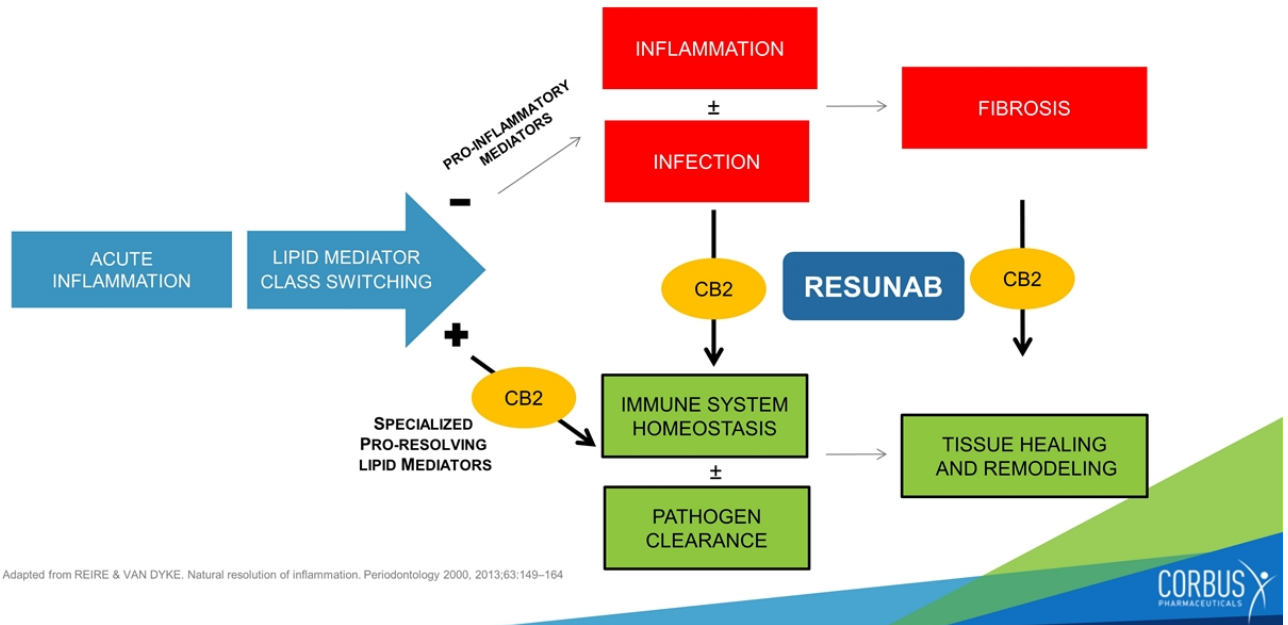 INFLAMMATION
±
INFECTION
FIBROSIS
PRO-INFLAMMATORY
MEDIATORS
-
ACUTE
INFLAMMATION
LIPID MEDIATOR
CLASS SWITCHING
+
CB2
RESUNAB
CB2
CB2
SPECIALIZED
PRO-RESOLVING
LIPID MEDIATORS
IMMUNE SYSTEM
HOMEOSTASIS
±
PATHOGEN
CLEARANCE
TISSUE HEALING
AND REMODELING
Adapted from REIRE & VAN DYKE. Natural resolution of inflammation. Periodontology 2000, 2013;63:149–164
CORBUS
PHARMACEUTICALS